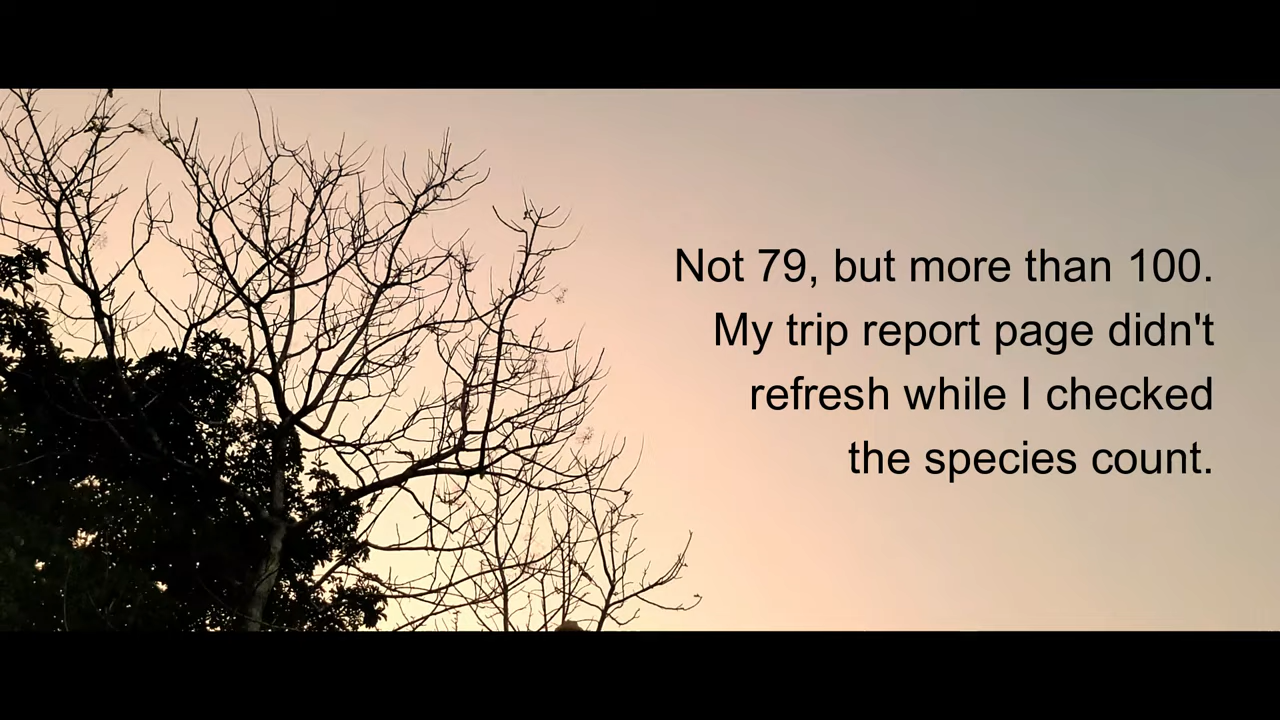 Not 79, but more than 100.
My trip report page didn't
refresh while I checked
the species count.